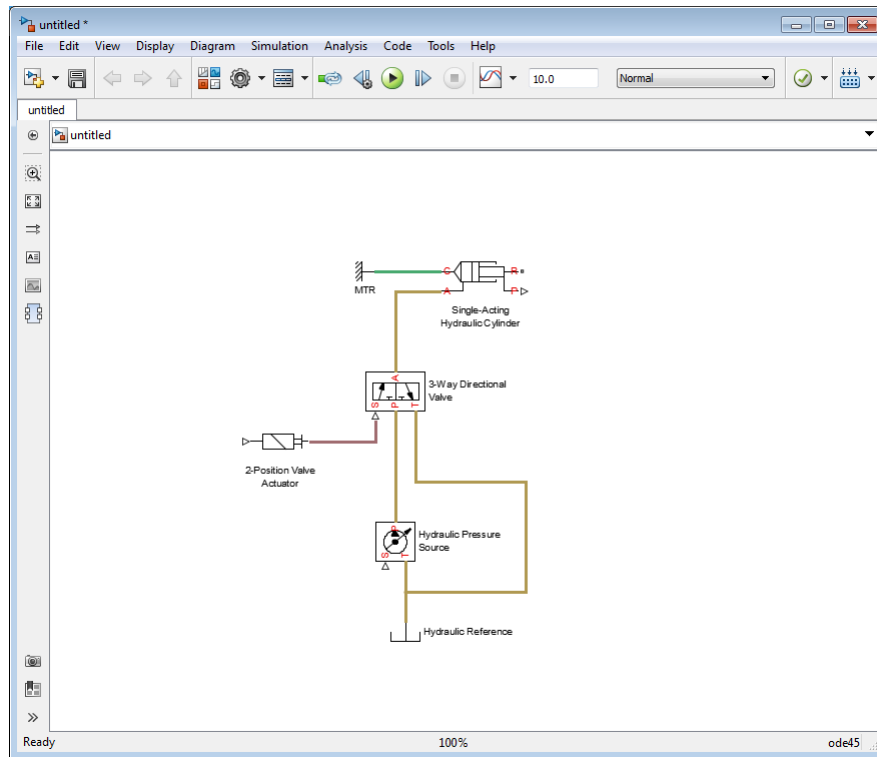 untitled *
File Edit View Display Diagram Simulation Analysis Code Tools Help
10.0 Normal
untitled
untitled
C R
MTR
A P
Single-Acting
Hydraulic Cylinder
A
3-Way Directional
Valve
S P T
2-Position Valve
Actuator
P
Hydraulic Pressure
Source
S T
Hydraulic Reference
Ready 100% ode45